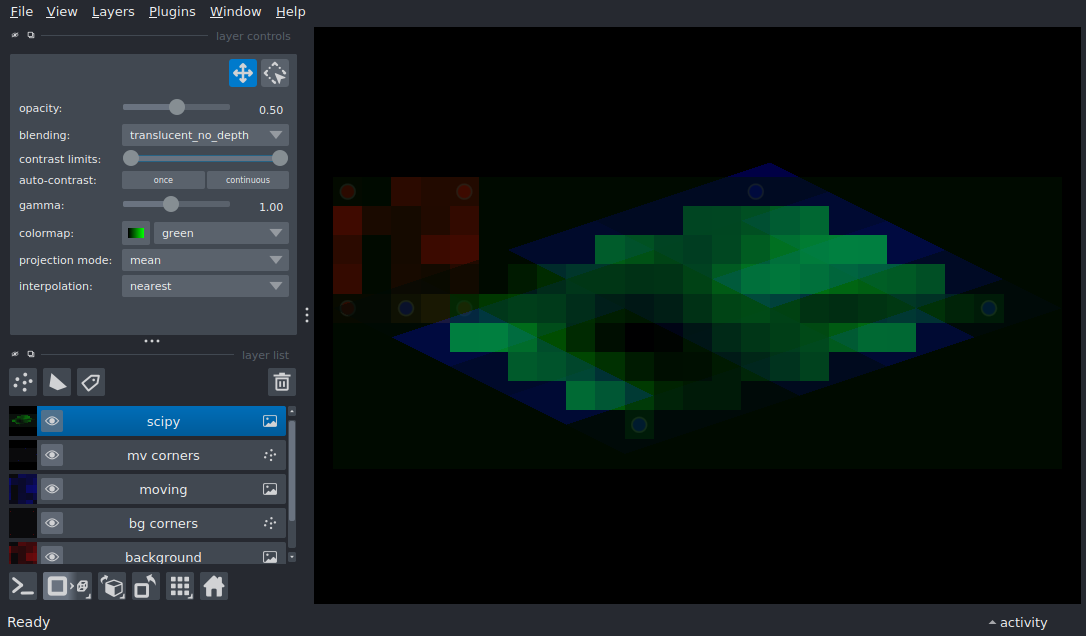 File View Layers Plugins Window Help
layer controls
opacity: 0.50
blending: translucent_no_depth
contrast limits:
auto-contrast: once continuous
gamma: 1.00
colormap: green
projection mode: mean
interpolation: nearest
layer list
scipy
mv corners
moving
bg corners
background
Ready activity